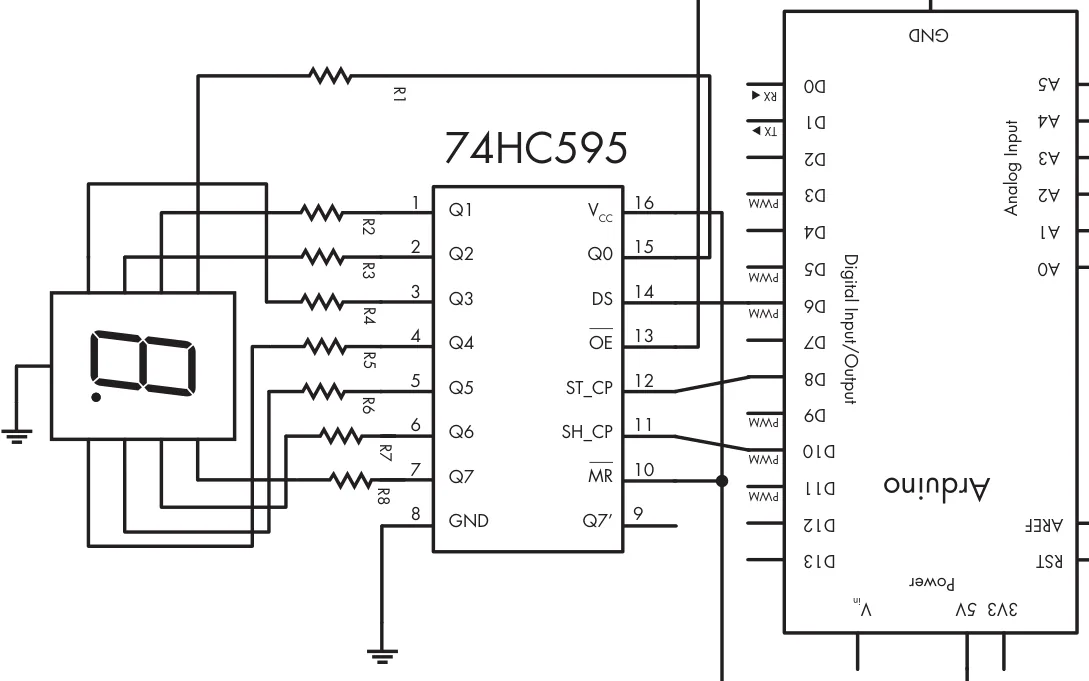 R1
74HC595
R2
R3
R4
R5
R6
R7
R8
1 Q1
2 Q2
3 Q3
4 Q4
5 Q5
6 Q6
7 Q7
8 GND
VCC 16
Q0 15
DS 14
OE 13
ST_CP 12
SH_CP 11
MR 10
Q7′ 9
GND
D0
RX ◀
D1
TX ◀
D2
D3
PWM
D4
D5
PWM
D6
PWM
D7
D8
D9
PWM
D10
PWM
D11
PWM
D12
D13
Digital Input/Output
Analog Input
A5
A4
A3
A2
A1
A0
Arduino
AREF
RST
Power
Vin
5V
3V3